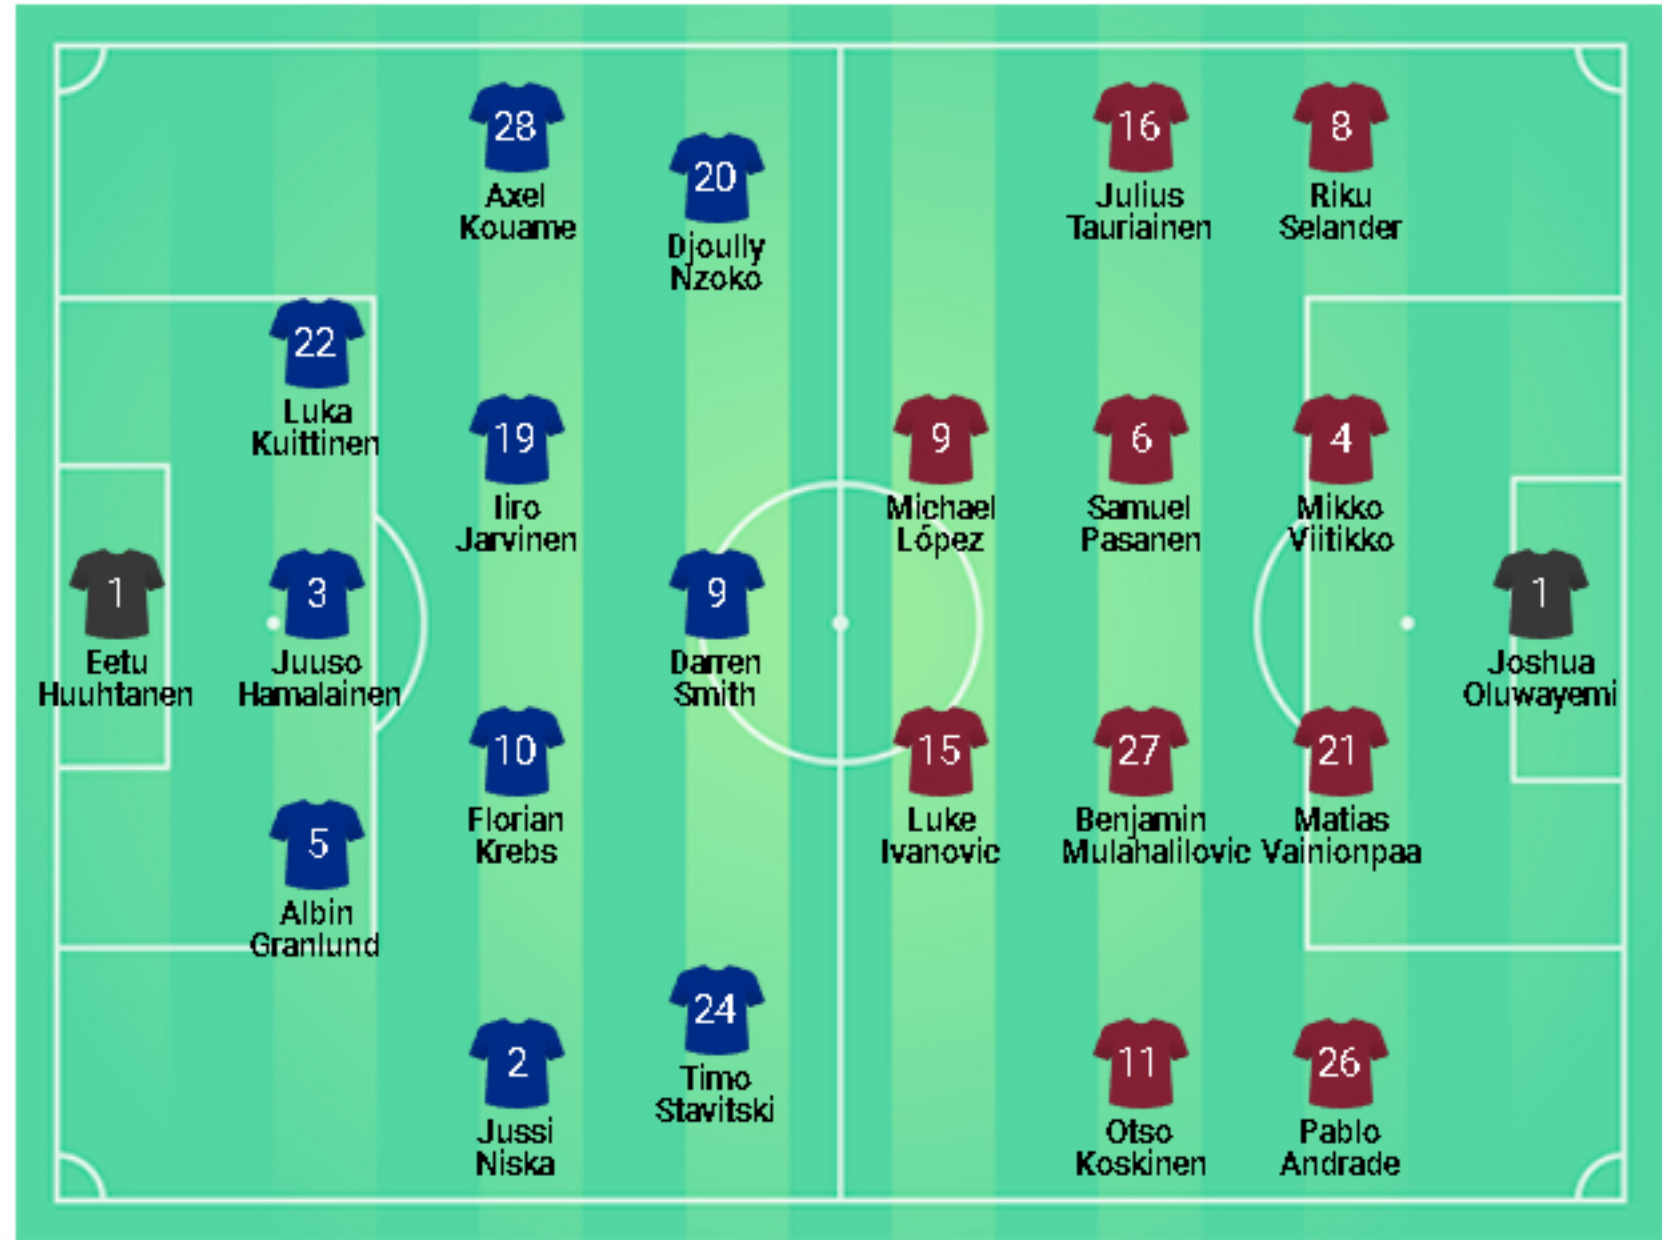 28
Axel
Kouame
20
Djoully
Nzoko
22
Luka
Kuittinen
19
Iiro
Jarvinen
1
Eetu
Huuhtanen
3
Juuso
Hamalainen
9
Darren
Smith
10
Florian
Krebs
5
Albin
Granlund
24
Timo
Stavitski
2
Jussi
Niska
16
Julius
Tauriainen
8
Riku
Selander
9
Michael
López
6
Samuel
Pasanen
4
Mikko
Viitikko
1
Joshua
Oluwayemi
15
Luke
Ivanovic
27
Benjamin
Mulahalilovic
21
Matias
Vainionpaa
11
Otso
Koskinen
26
Pablo
Andrade